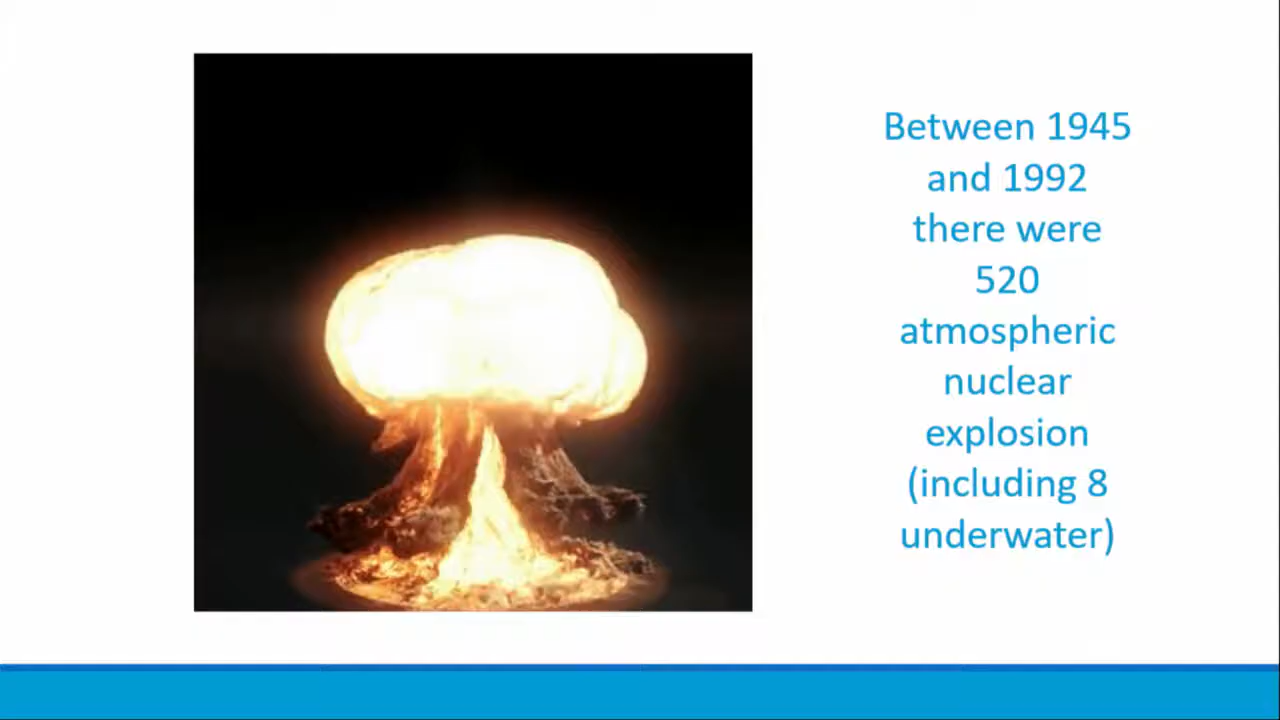 Between 1945
and 1992
there were
520
atmospheric
nuclear
explosion
(including 8
underwater)